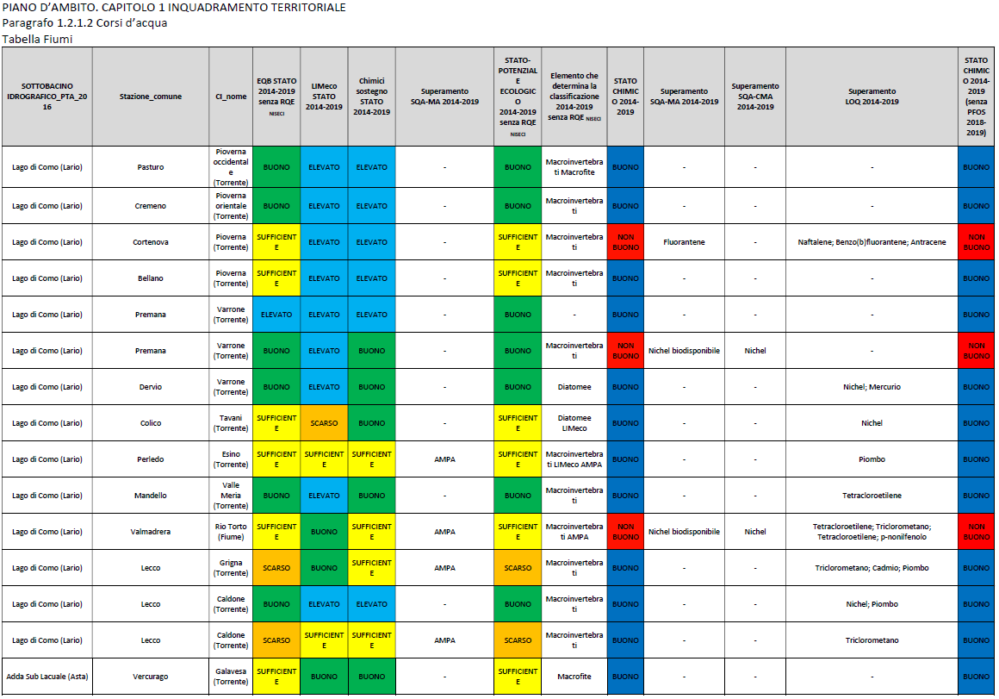 PIANO D'AMBITO. CAPITOLO 1 INQUADRAMENTO TERRITORIALE
Paragrafo 1.2.1.2 Corsi d'acqua
Tabella Fiumi
SOTTOBACINO IDROGRAFICO_PTA_2016 | Stazione_comune | CI_nome | EQB STATO 2014-2019 senza RQE NISECI | LIMeco STATO 2014-2019 | Chimici sostegno STATO 2014-2019 | Superamento SQA-MA 2014-2019 | STATO-POTENZIALE ECOLOGICO 2014-2019 senza RQE NISECI | Elemento che determina la classificazione 2014-2019 senza RQE NISECI | STATO CHIMICO 2014-2019 | Superamento SQA-MA 2014-2019 | Superamento SQA-CMA 2014-2019 | Superamento LOQ 2014-2019 | STATO CHIMICO 2014-2019 (senza PFOS 2018-2019)
Lago di Como (Lario) | Pasturo | Pioverna occidentale (Torrente) | BUONO | ELEVATO | ELEVATO | - | BUONO | Macroinvertebrati Macrofite | BUONO | - | - | - | BUONO
Lago di Como (Lario) | Cremeno | Pioverna orientale (Torrente) | BUONO | ELEVATO | ELEVATO | - | BUONO | Macroinvertebrati | BUONO | - | - | - | BUONO
Lago di Como (Lario) | Cortenova | Pioverna (Torrente) | SUFFICIENTE | ELEVATO | ELEVATO | - | SUFFICIENTE | Macroinvertebrati | NON BUONO | Fluorantene | - | Naftalene; Benzo(b)fluorantene; Antracene | NON BUONO
Lago di Como (Lario) | Bellano | Pioverna (Torrente) | SUFFICIENTE | ELEVATO | ELEVATO | - | SUFFICIENTE | Macroinvertebrati | BUONO | - | - | - | BUONO
Lago di Como (Lario) | Premana | Varrone (Torrente) | ELEVATO | ELEVATO | ELEVATO | - | BUONO | - | BUONO | - | - | - | BUONO
Lago di Como (Lario) | Premana | Varrone (Torrente) | BUONO | ELEVATO | BUONO | - | BUONO | Macroinvertebrati | NON BUONO | Nichel biodisponibile | Nichel | - | NON BUONO
Lago di Como (Lario) | Dervio | Varrone (Torrente) | BUONO | ELEVATO | BUONO | - | BUONO | Diatomee | BUONO | - | - | Nichel; Mercurio | BUONO
Lago di Como (Lario) | Colico | Tavani (Torrente) | SUFFICIENTE | SCARSO | BUONO | - | SUFFICIENTE | Diatomee LIMeco | BUONO | - | - | Nichel | BUONO
Lago di Como (Lario) | Perledo | Esino (Torrente) | SUFFICIENTE | SUFFICIENTE | SUFFICIENTE | AMPA | SUFFICIENTE | Macroinvertebrati LIMeco AMPA | BUONO | - | - | Piombo | BUONO
Lago di Como (Lario) | Mandello | Valle Meria (Torrente) | BUONO | ELEVATO | BUONO | - | BUONO | Macroinvertebrati | BUONO | - | - | Tetracloroetilene | BUONO
Lago di Como (Lario) | Valmadrera | Rio Torto (Fiume) | SUFFICIENTE | BUONO | SUFFICIENTE | AMPA | SUFFICIENTE | Macroinvertebrati AMPA | NON BUONO | Nichel biodisponibile | Nichel | Tetracloroetilene; Triclorometano; Tetracloroetilene; p-nonilfenolo | NON BUONO
Lago di Como (Lario) | Lecco | Grigna (Torrente) | SCARSO | BUONO | SUFFICIENTE | AMPA | SCARSO | Macroinvertebrati | BUONO | - | - | Triclorometano; Cadmio; Piombo | BUONO
Lago di Como (Lario) | Lecco | Caldone (Torrente) | BUONO | ELEVATO | ELEVATO | - | BUONO | Macroinvertebrati | BUONO | - | - | Nichel; Piombo | BUONO
Lago di Como (Lario) | Lecco | Caldone (Torrente) | SCARSO | SUFFICIENTE | SUFFICIENTE | AMPA | SCARSO | Macroinvertebrati | BUONO | - | - | Triclorometano | BUONO
Adda Sub Lacuale (Asta) | Vercurago | Galavesa (Torrente) | SUFFICIENTE | BUONO | BUONO | - | SUFFICIENTE | Macrofite | BUONO | - | - | - | BUONO